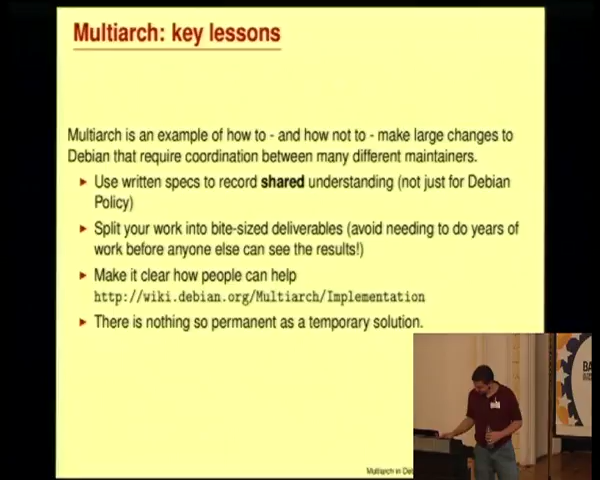 Multiarch: key lessons
Multiarch is an example of how to - and how not to - make large changes to
Debian that require coordination between many different maintainers.
Use written specs to record shared understanding (not just for Debian
Policy)
Split your work into bite-sized deliverables (avoid needing to do years of
work before anyone else can see the results!)
Make it clear how people can help
http://wiki.debian.org/Multiarch/Implementation
There is nothing so permanent as a temporary solution.
Multiarch in De
BA